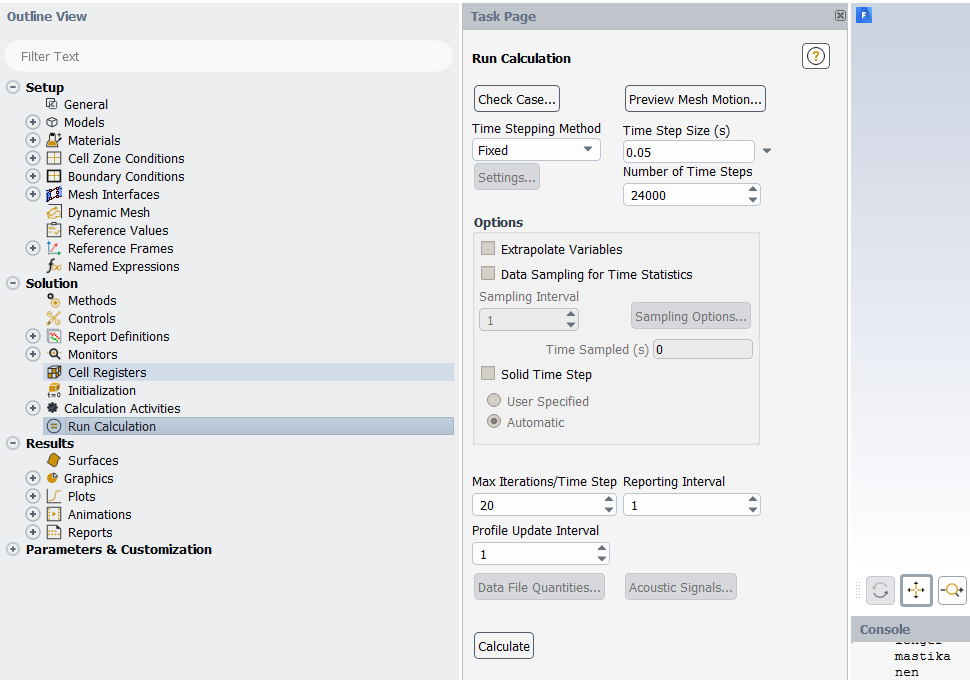 Outline View
Filter Text
Setup
General
Models
Materials
Cell Zone Conditions
Boundary Conditions
Mesh Interfaces
Dynamic Mesh
Reference Values
Reference Frames
Named Expressions
Solution
Methods
Controls
Report Definitions
Monitors
Cell Registers
Initialization
Calculation Activities
Run Calculation
Results
Surfaces
Graphics
Plots
Animations
Reports
Parameters & Customization
Task Page
Run Calculation
?
Check Case... Preview Mesh Motion...
Time Stepping Method Time Step Size (s)
Fixed 0.05
Settings... Number of Time Steps
24000
Options
Extrapolate Variables
Data Sampling for Time Statistics
Sampling Interval
1 Sampling Options...
Time Sampled (s) 0
Solid Time Step
User Specified
Automatic
Max Iterations/Time Step Reporting Interval
20 1
Profile Update Interval
1
Data File Quantities... Acoustic Signals...
Calculate
F
Console
mastika
nen